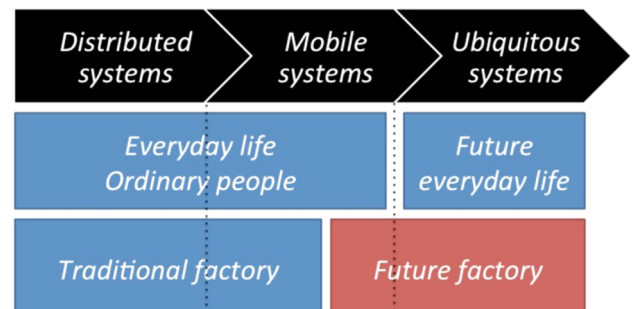 Distributed
systems
Mobile
systems
Ubiquitous
systems
Everyday life
Ordinary people
Future
everyday life
Traditional factory
Future factory